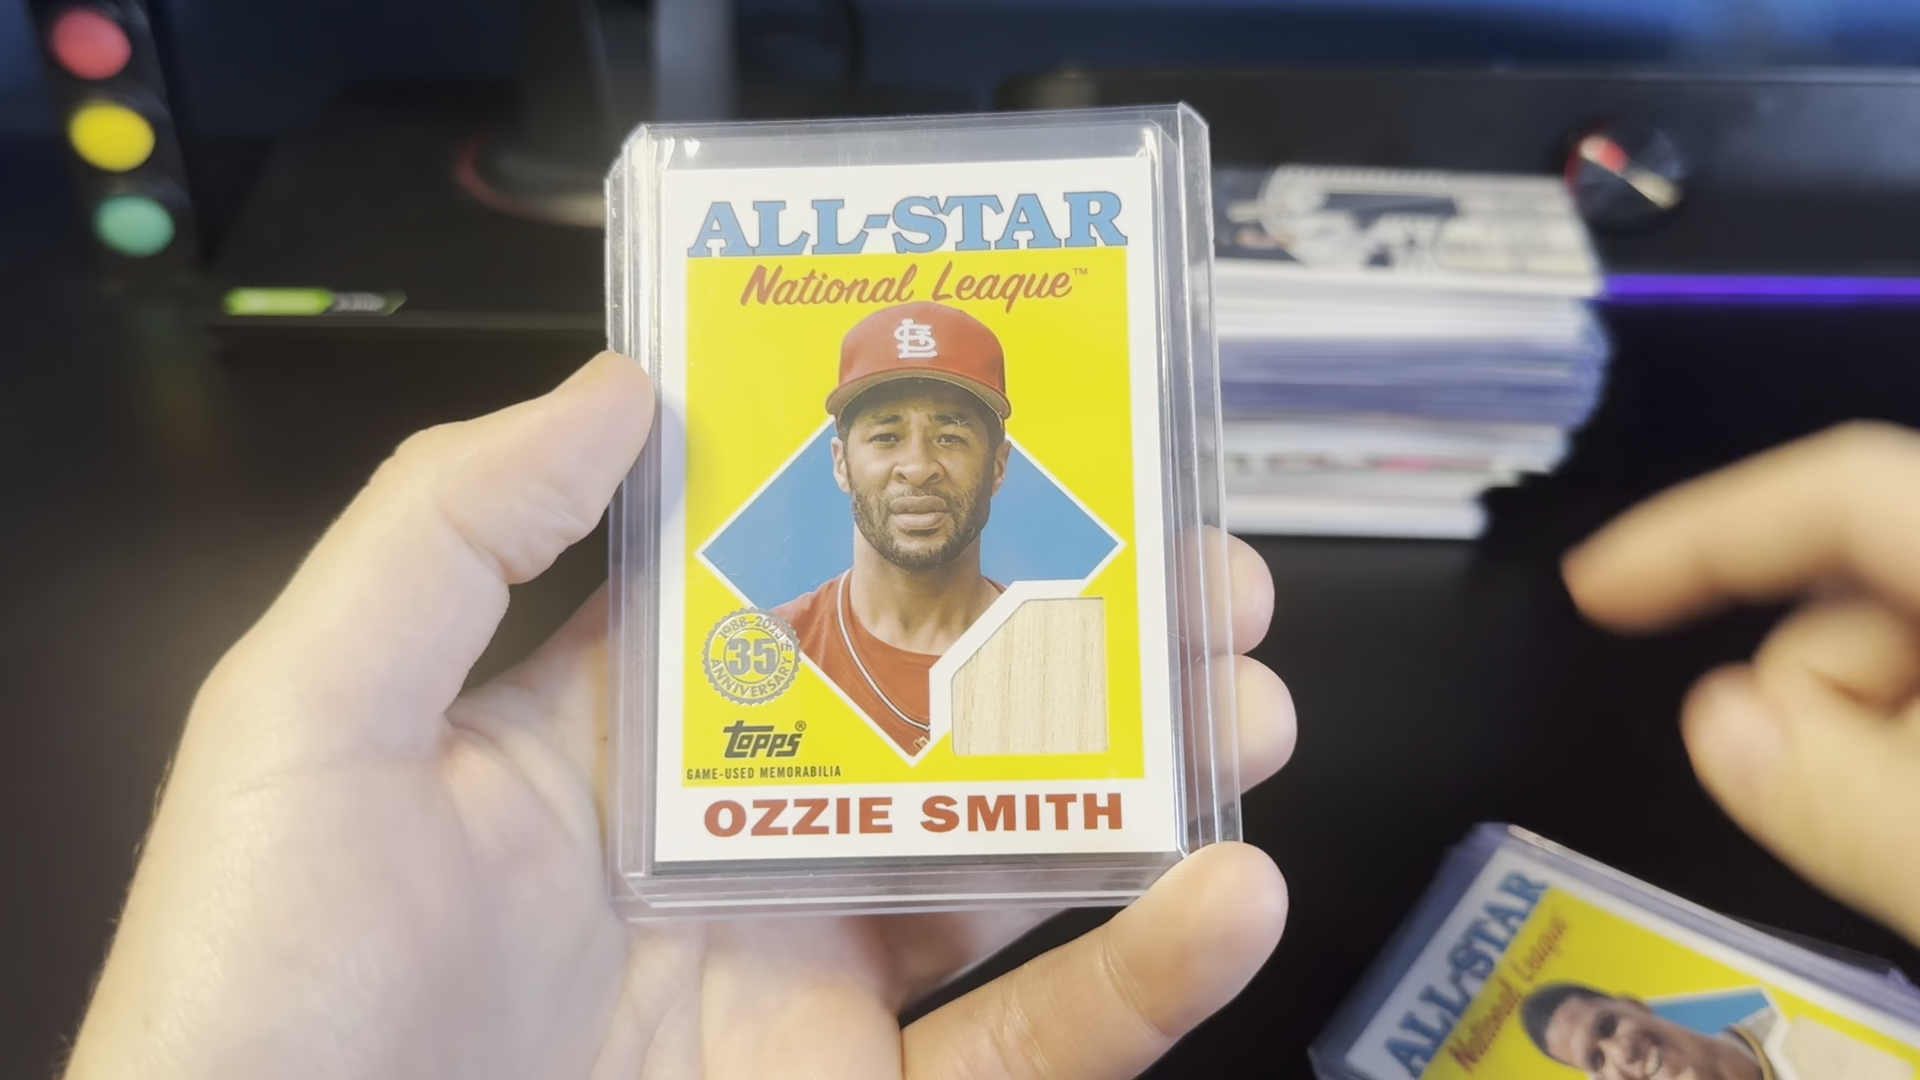 ALL-STAR
National League™
1988-2023
35TH
ANNIVERSARY
Topps®
GAME-USED MEMORABILIA
OZZIE SMITH
ALL-STAR
National League